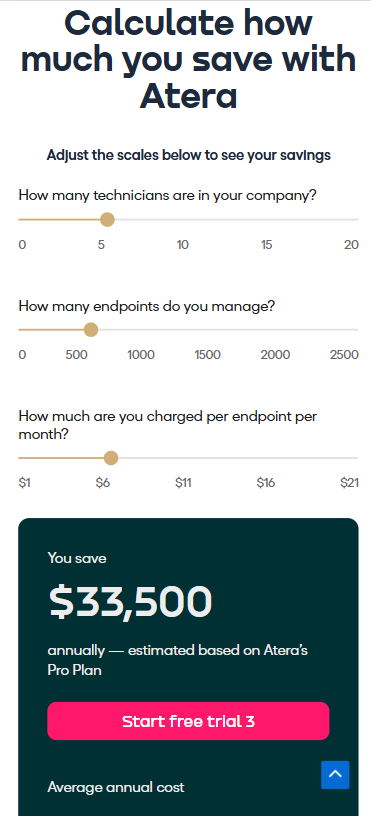 Calculate how
much you save with
Atera
Adjust the scales below to see your savings
How many technicians are in your company?
0 5 10 15 20
How many endpoints do you manage?
0 500 1000 1500 2000 2500
How much are you charged per endpoint per
month?
$1 $6 $11 $16 $21
You save
$33,500
annually — estimated based on Atera's
Pro Plan
Start free trial 3
Average annual cost